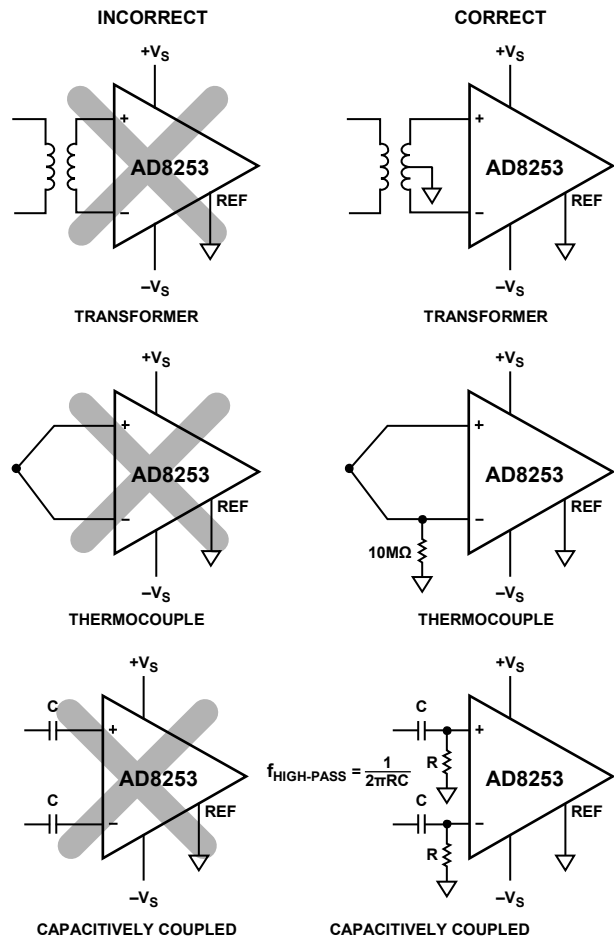 INCORRECT CORRECT
+VS +VS
+ +
AD8253 AD8253
REF REF
− −
−VS −VS
TRANSFORMER TRANSFORMER
+VS +VS
+ +
AD8253 AD8253
REF REF
− −
10MΩ
−VS −VS
THERMOCOUPLE THERMOCOUPLE
+VS +VS
C C
+ +
R
AD8253 fHIGH-PASS = 1/2πRC AD8253
C C
REF REF
− −
R
−VS −VS
CAPACITIVELY COUPLED CAPACITIVELY COUPLED